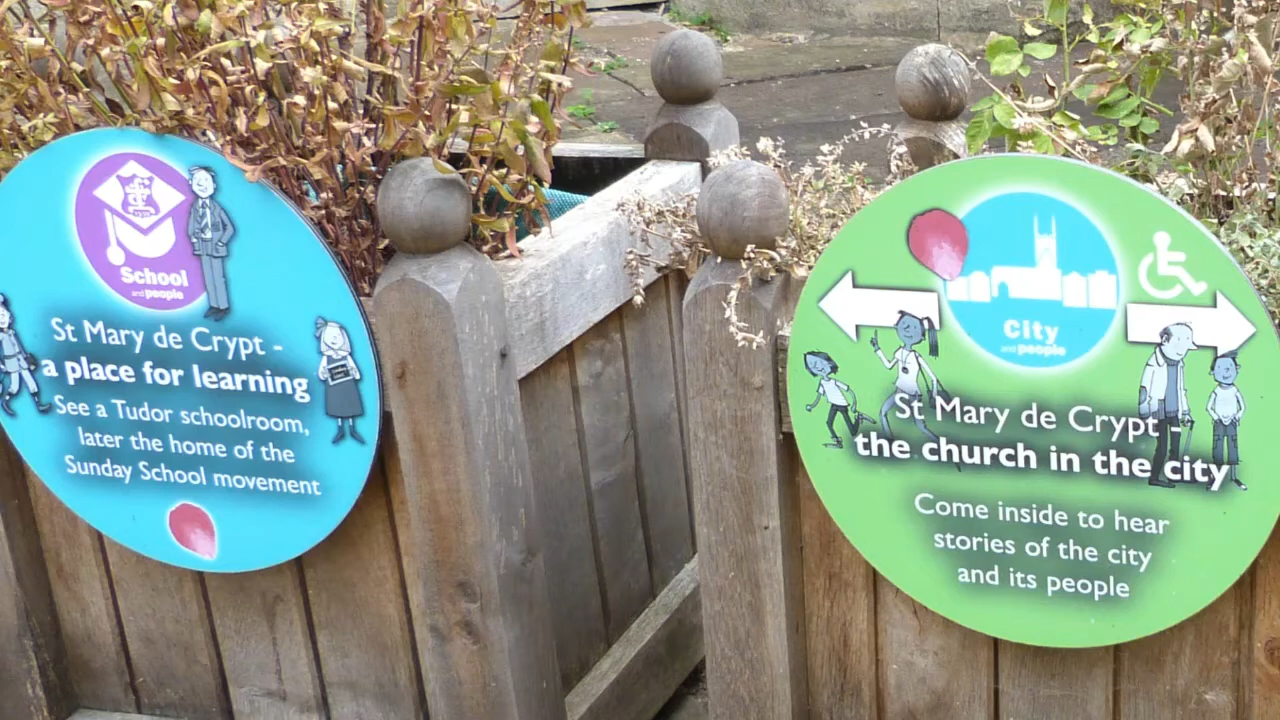 School
and people
St Mary de Crypt -
a place for learning
See a Tudor schoolroom,
later the home of the
Sunday School movement
City
and people
St Mary de Crypt -
the church in the city
Come inside to hear
stories of the city
and its people